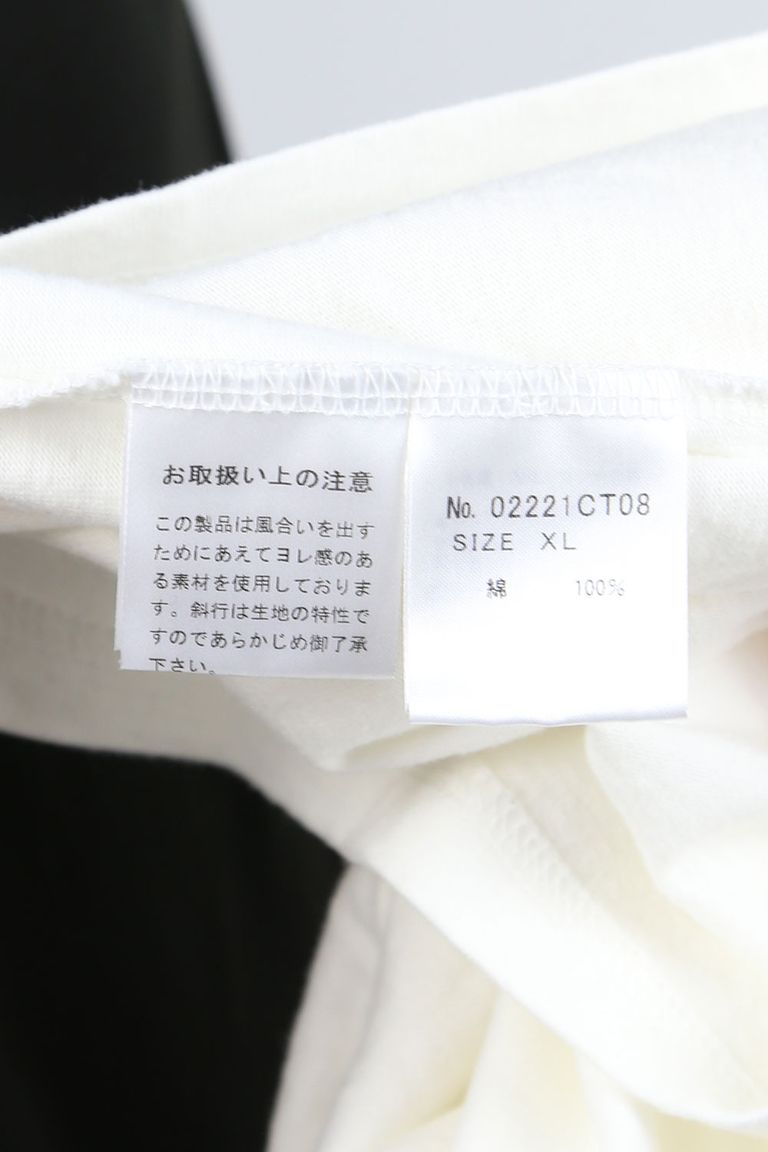 お取扱い上の注意
この製品は風合いを出す
ためにあえてヨレ感のあ
る素材を使用しておりま
す。斜行は生地の特性で
すのであらかじめ御了承
下さい。
No. 02221CT08
SIZE XL
綿 100%